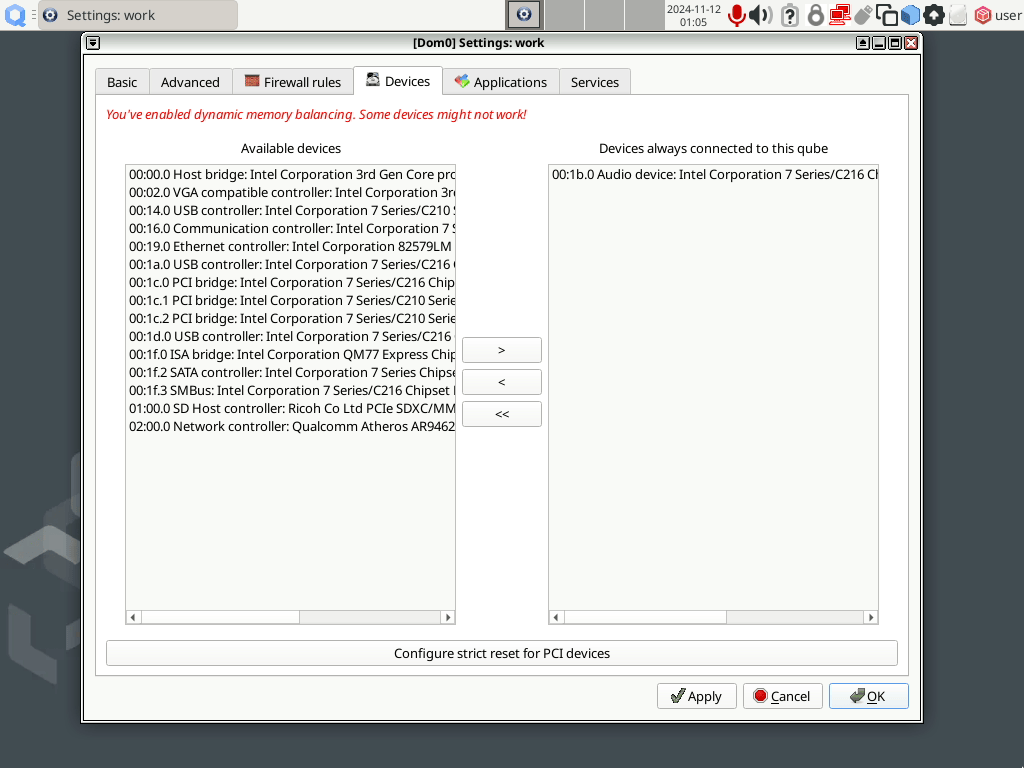 Settings: work
2024-11-12
01:05
user
[Dom0] Settings: work
Basic
Advanced
Firewall rules
Devices
Applications
Services
You've enabled dynamic memory balancing. Some devices might not work!
Available devices
Devices always connected to this qube
00:00.0 Host bridge: Intel Corporation 3rd Gen Core pro
00:02.0 VGA compatible controller: Intel Corporation 3r
00:14.0 USB controller: Intel Corporation 7 Series/C210
00:16.0 Communication controller: Intel Corporation 7
00:19.0 Ethernet controller: Intel Corporation 82579LM
00:1a.0 USB controller: Intel Corporation 7 Series/C216
00:1c.0 PCI bridge: Intel Corporation 7 Series/C216 Chip
00:1c.1 PCI bridge: Intel Corporation 7 Series/C210 Serie
00:1c.2 PCI bridge: Intel Corporation 7 Series/C210 Serie
00:1d.0 USB controller: Intel Corporation 7 Series/C216
00:1f.0 ISA bridge: Intel Corporation QM77 Express Chip
00:1f.2 SATA controller: Intel Corporation 7 Series Chipse
00:1f.3 SMBus: Intel Corporation 7 Series/C216 Chipset
01:00.0 SD Host controller: Ricoh Co Ltd PCIe SDXC/MM
02:00.0 Network controller: Qualcomm Atheros AR9462
00:1b.0 Audio device: Intel Corporation 7 Series/C216 Ch
>
<
<<
Configure strict reset for PCI devices
Apply
Cancel
OK